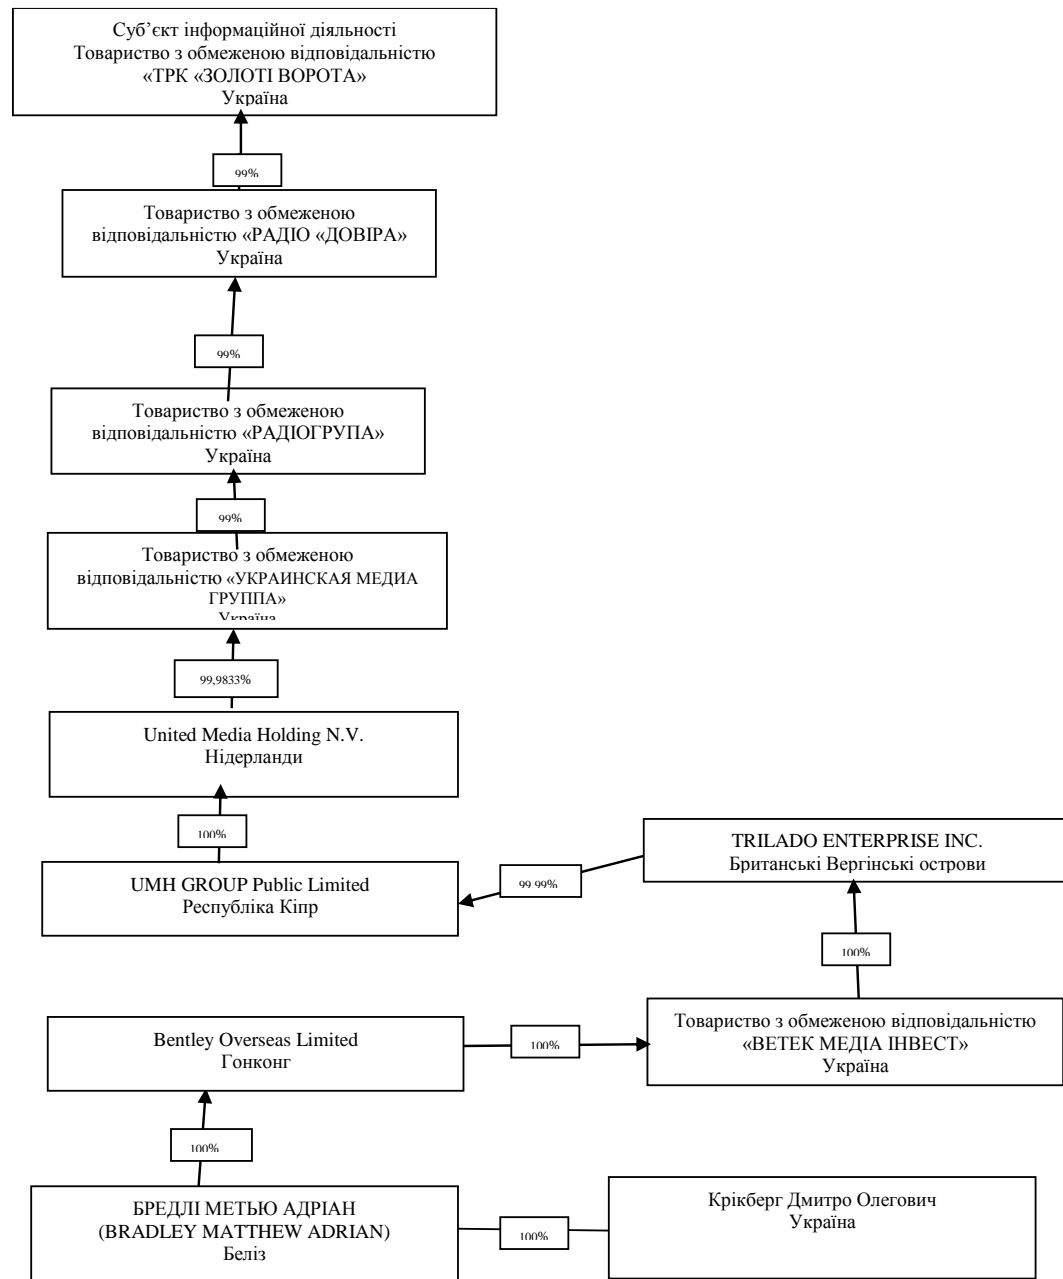 Суб’єкт інформаційної діяльності
Товариство з обмеженою відповідальністю
«ТРК «ЗОЛОТІ ВОРОТА»
Україна
99%
Товариство з обмеженою
відповідальністю «РАДІО «ДОВІРА»
Україна
99%
Товариство з обмеженою
відповідальністю «РАДІОГРУПА»
Україна
99%
Товариство з обмеженою
відповідальністю «УКРАИНСКАЯ МЕДИА
ГРУППА»
Україна
99,9833%
United Media Holding N.V.
Нідерланди
100%
UMH GROUP Public Limited
Республіка Кіпр
99,99%
TRILADO ENTERPRISE INC.
Британські Вергінські острови
100%
Товариство з обмеженою відповідальністю
«ВЕТЕК МЕДІА ІНВЕСТ»
Україна
100%
Bentley Overseas Limited
Гонконг
100%
БРЕДЛІ МЕТЬЮ АДРІАН
(BRADLEY MATTHEW ADRIAN)
Беліз
100%
Крікберг Дмитро Олегович
Україна